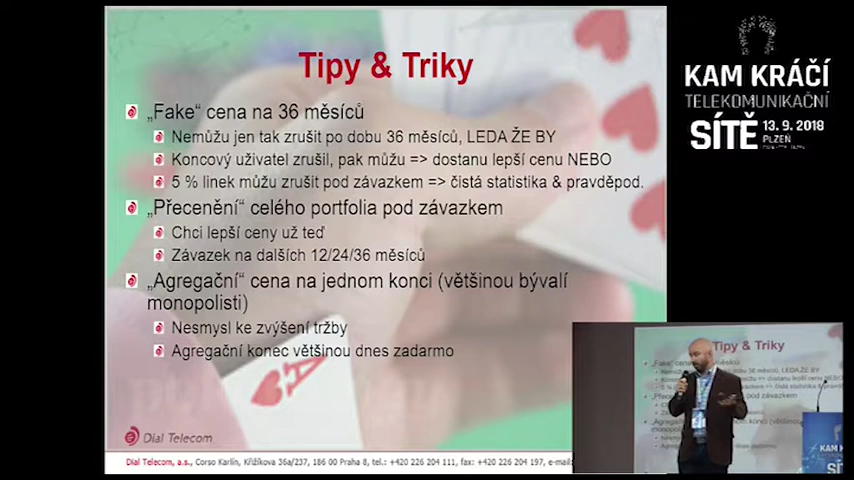 Tipy & Triky
„Fake“ cena na 36 měsíců
Nemůžu jen tak zrušit po dobu 36 měsíců, LEDA ŽE BY
Koncový uživatel zrušil, pak můžu => dostanu lepší cenu NEBO
5 % linek můžu zrušit pod závazkem => čistá statistika & pravděpod.
„Přecenění“ celého portfolia pod závazkem
Chci lepší ceny už teď
Závazek na dalších 12/24/36 měsíců
„Agregační“ cena na jednom konci (většinou bývalí
monopolisti)
Nesmysl ke zvýšení tržby
Agregační konec většinou dnes zadarmo
Dial Telecom
Dial Telecom, a.s., Corso Karlín, Křižíkova 36a/237, 186 00 Praha 8, tel.: +420 226 204 111, fax: +420 226 204 197, e-mail:
KAM KRÁČÍ
TELEKOMUNIKAČNÍ
SÍTĚ 13. 9. 2018
PLZEŇ
Tipy & Triky
KAM KRÁČÍ
SÍTĚ